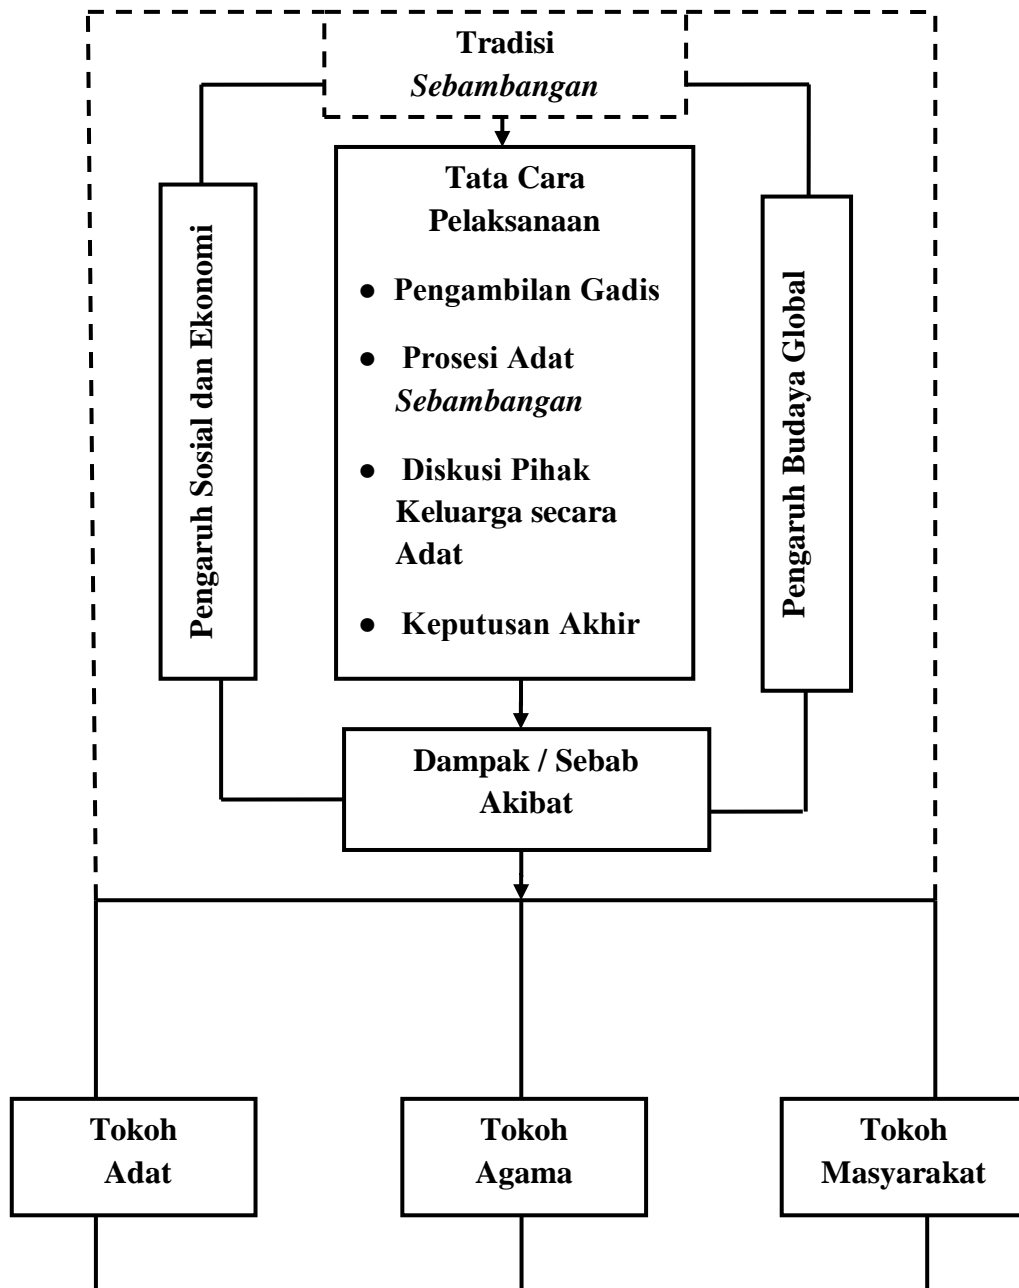 Tradisi
Sebambangan
Tata Cara
Pelaksanaan
● Pengambilan Gadis
● Prosesi Adat
Sebambangan
● Diskusi Pihak
Keluarga secara
Adat
● Keputusan Akhir
Pengaruh Sosial dan Ekonomi
Pengaruh Budaya Global
Dampak / Sebab
Akibat
Tokoh
Adat
Tokoh
Agama
Tokoh
Masyarakat